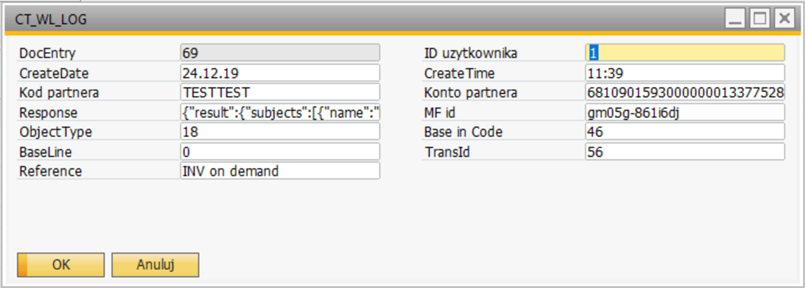 CT_WL_LOG
DocEntry 69 ID uzytkownika 1
CreateDate 24.12.19 CreateTime 11:39
Kod partnera TESTTEST Konto partnera 6810901593000000013377528
Response {"result":{"subjects":[{"name":" MF id gm05g-861i6dj
ObjectType 18 Base in Code 46
BaseLine 0 TransId 56
Reference INV on demand
OK Anuluj